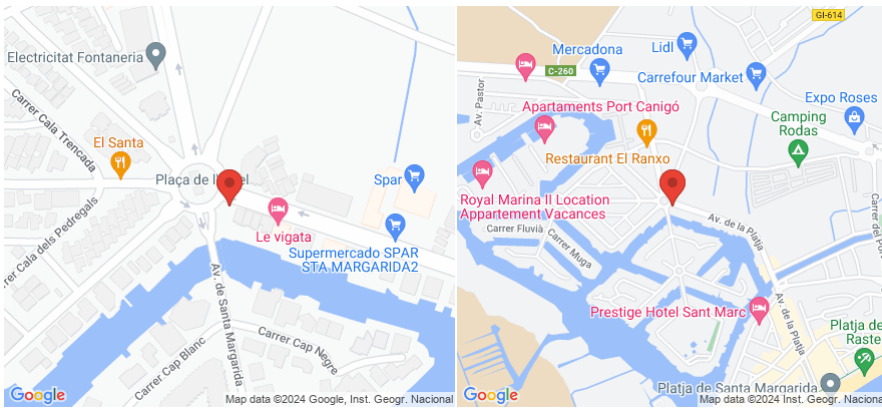 Electricitat Fontaneria
Carrer Cala Trencada
El Santa
Plaça de l'
el
Spar
Carrer Cala dels Pedregals
Le vigata
Supermercado SPAR
STA MARGARIDA2
Av. de Santa Margarida
Carrer Cap Blanc
Carrer Cap Negre
Google
Map data ©2024 Google, Inst. Geogr. Nacional
GI-614
Mercadona
Lidl
C-260
Carrefour Market
Av. Pastor
Apartaments Port Canigó
Expo Roses
Camping
Rodas
Restaurant El Ranxo
Royal Marina II Location
Appartement Vacances
Carrer Fluvià
Carrer Muga
Av. de la Platja
Carrer del Por
Prestige Hotel Sant Marc
Av. de la Platja
Platja de
Raste
Platja de Santa Margarida
Google
Map data ©2024 Google, Inst. Geogr. Nacional